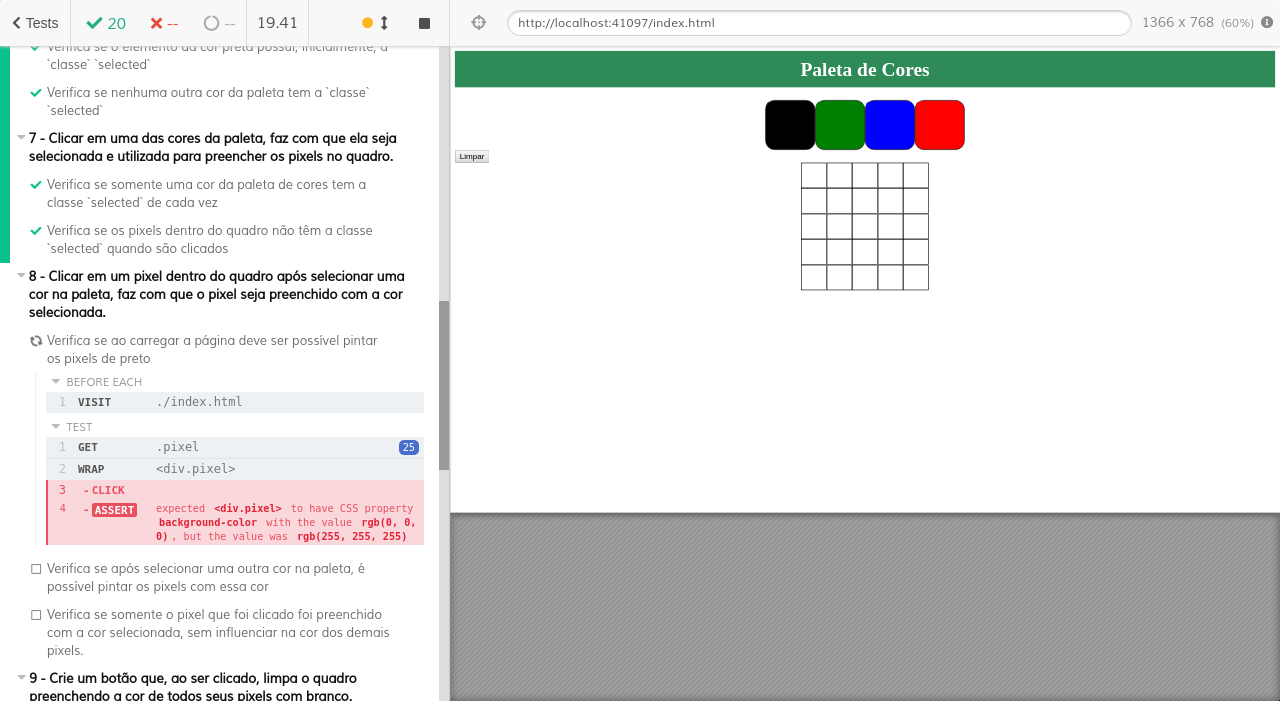 Tests 20 -- -- 19.41
http://localhost:41097/index.html 1366 x 768 (60%)
Verifica se o elemento da cor preta possui, inicialmente, a
`classe` `selected`
Verifica se nenhuma outra cor da paleta tem a `classe`
`selected`
7 - Clicar em uma das cores da paleta, faz com que ela seja
selecionada e utilizada para preencher os pixels no quadro.
Verifica se somente uma cor da paleta de cores tem a
classe `selected` de cada vez
Verifica se os pixels dentro do quadro não têm a classe
`selected` quando são clicados
8 - Clicar em um pixel dentro do quadro após selecionar uma
cor na paleta, faz com que o pixel seja preenchido com a cor
selecionada.
Verifica se ao carregar a página deve ser possível pintar
os pixels de preto
BEFORE EACH
1 VISIT ./index.html
TEST
1 GET .pixel 25
2 WRAP <div.pixel>
3 -CLICK
4 -ASSERT expected <div.pixel> to have CSS property
background-color with the value rgb(0, 0,
0), but the value was rgb(255, 255, 255)
Verifica se após selecionar uma outra cor na paleta, é
possível pintar os pixels com essa cor
Verifica se somente o pixel que foi clicado foi preenchido
com a cor selecionada, sem influenciar na cor dos demais
pixels.
9 - Crie um botão que, ao ser clicado, limpa o quadro
preenchendo a cor de todos seus pixels com branco.
Paleta de Cores
Limpar